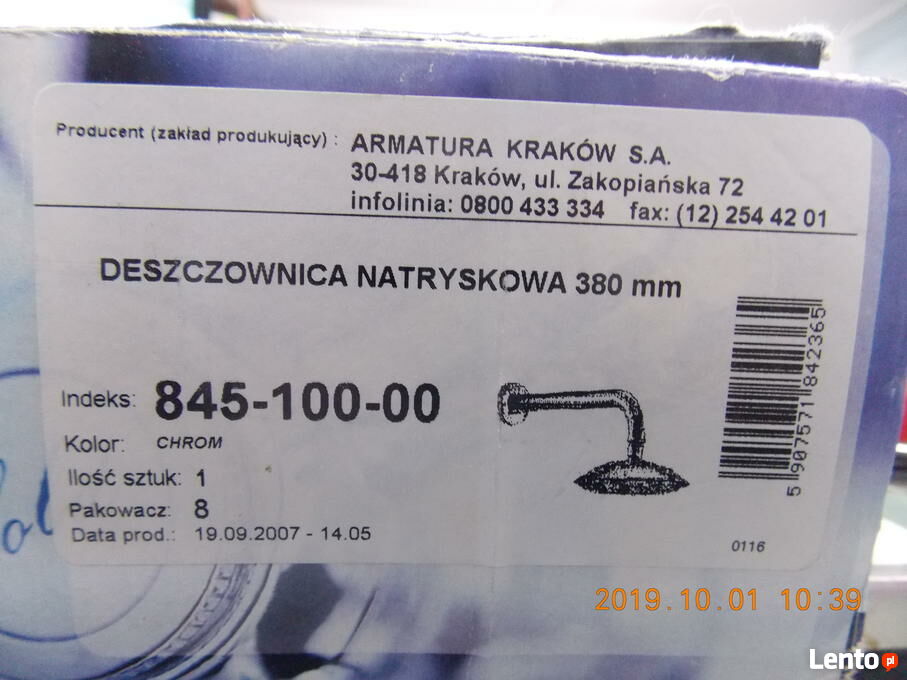 Producent (zakład produkujący) : ARMATURA KRAKÓW S.A.
30-418 Kraków, ul. Zakopiańska 72
infolinia: 0800 433 334 fax: (12) 254 42 01
DESZCZOWNICA NATRYSKOWA 380 mm
Indeks: 845-100-00
Kolor: CHROM
Ilość sztuk: 1
Pakowacz: 8
Data prod.: 19.09.2007 - 14.05
5 907571 842365
0116
2019.10.01 10:39
Lento.pl